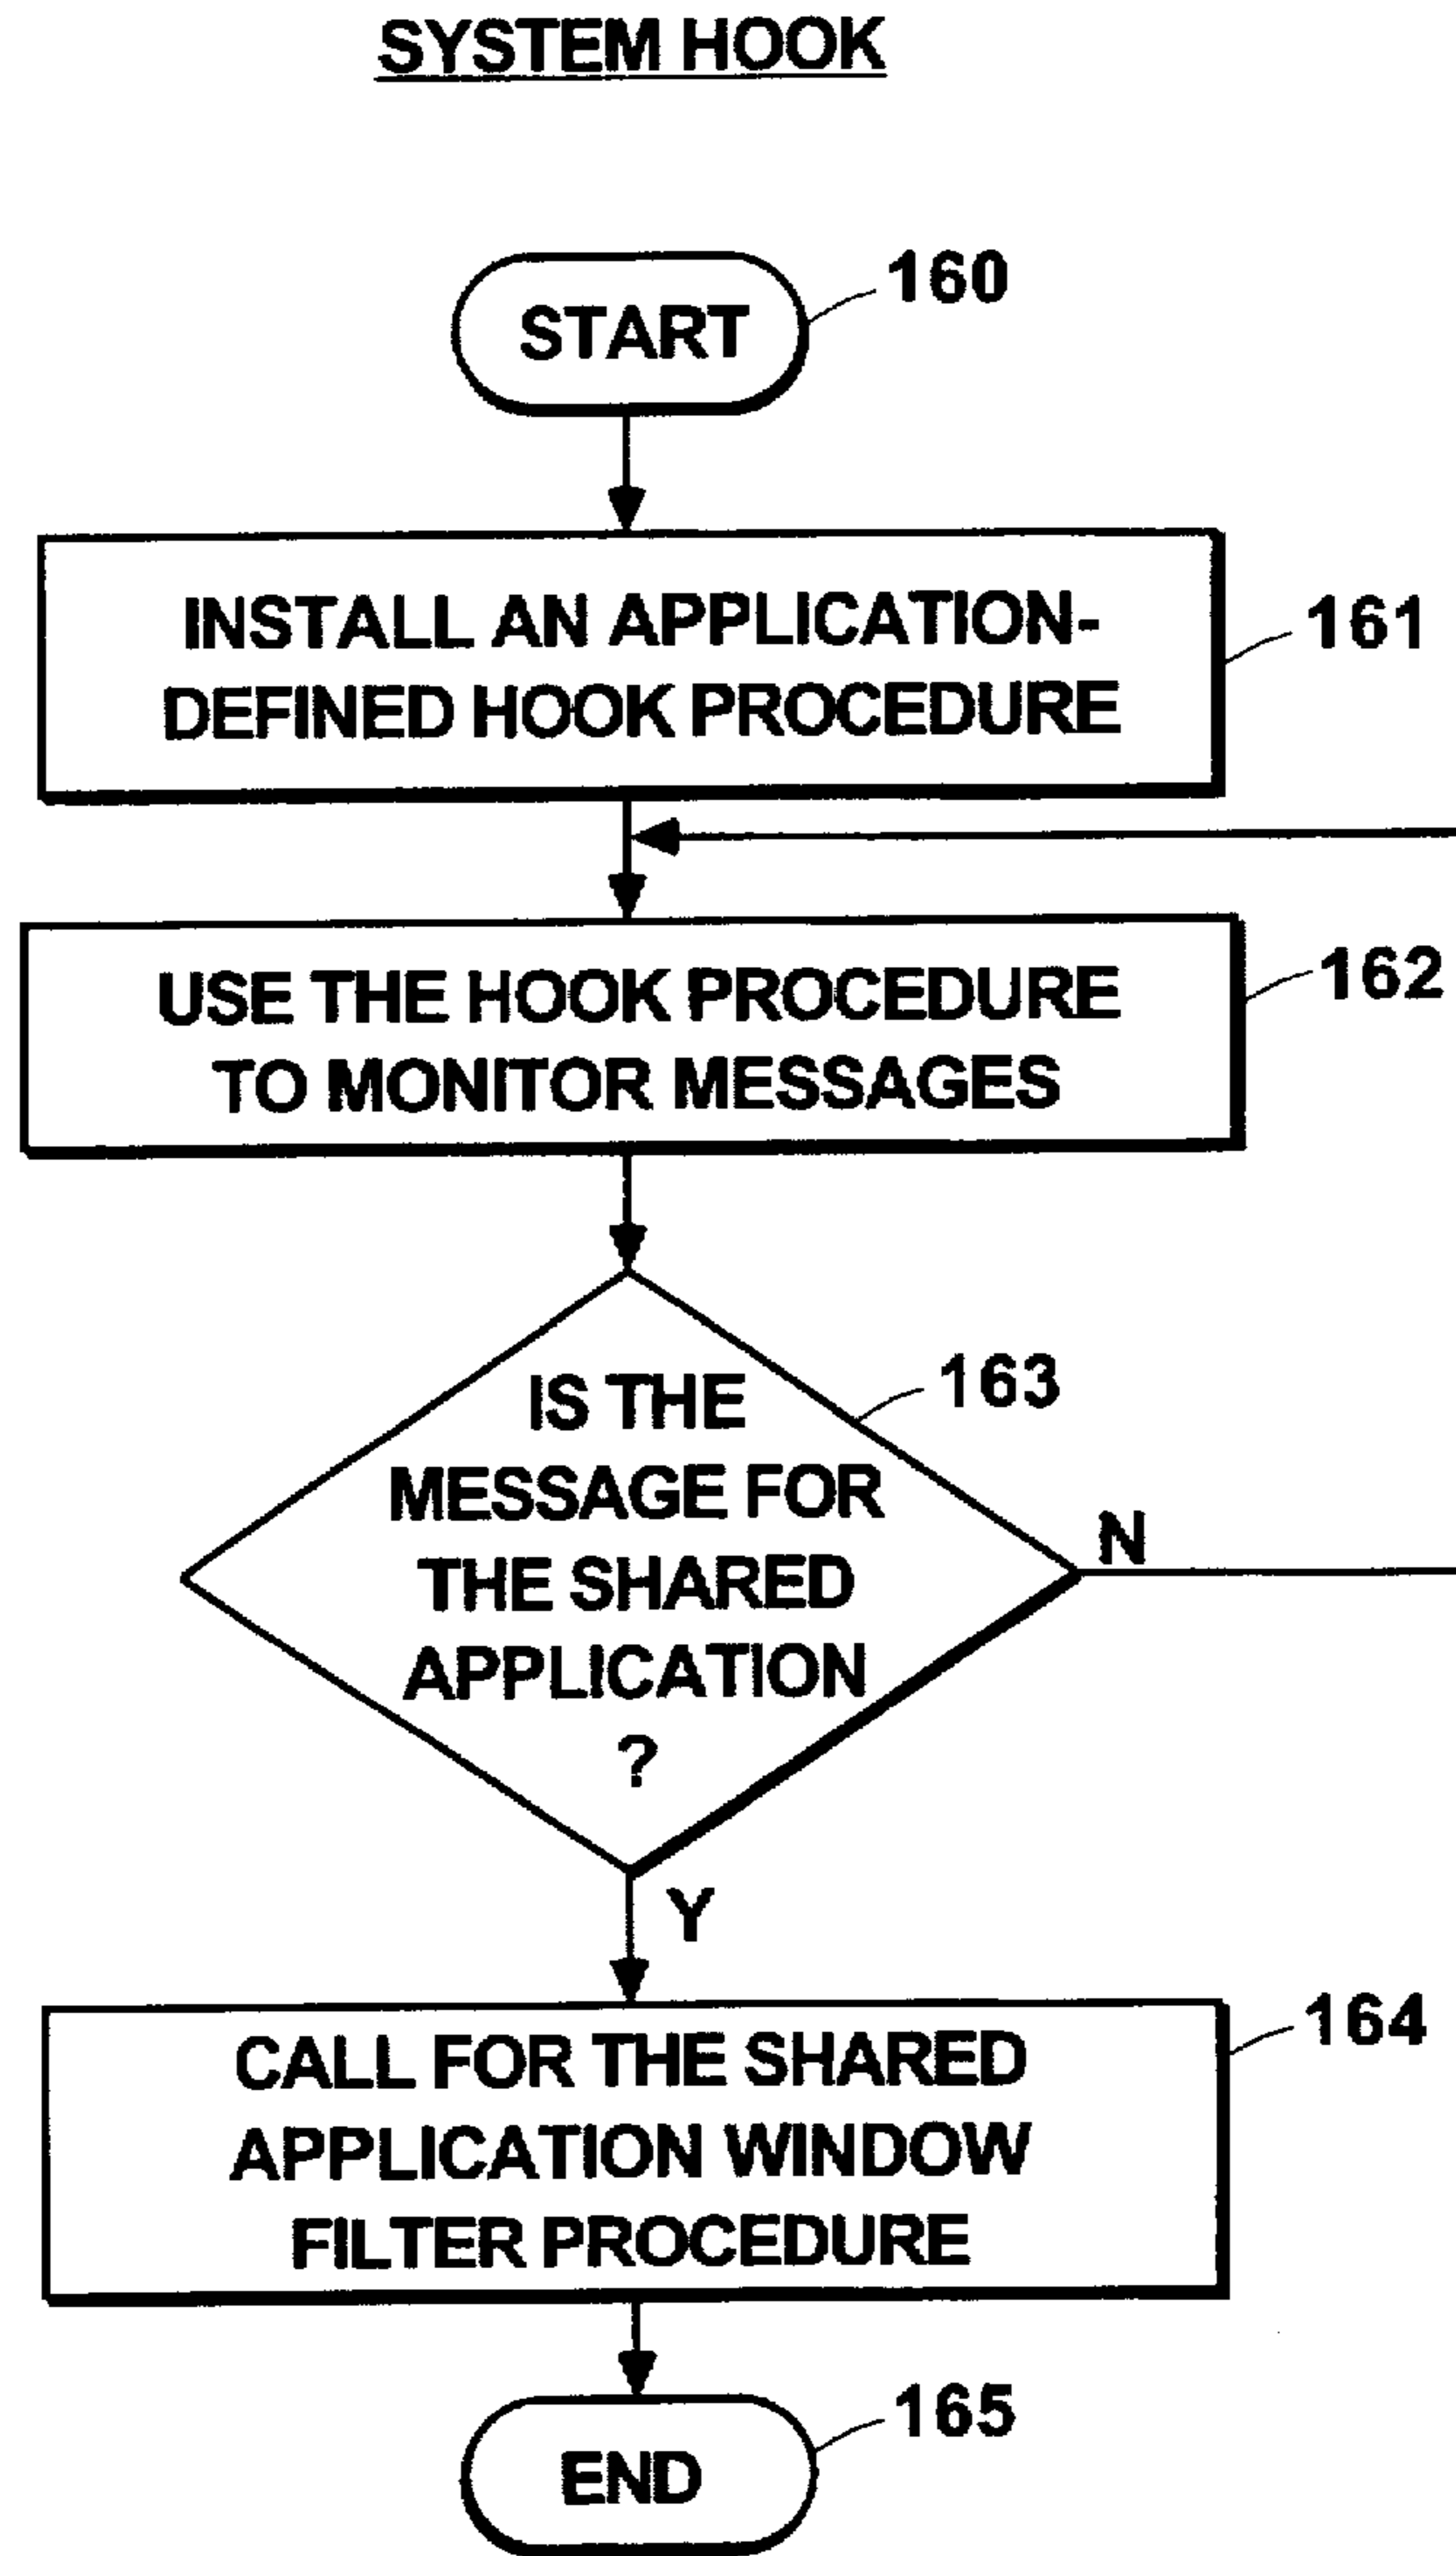 SYSTEM HOOK
START
160
INSTALL AN APPLICATION-
DEFINED HOOK PROCEDURE
161
USE THE HOOK PROCEDURE
TO MONITOR MESSAGES
162
IS THE
MESSAGE FOR
THE SHARED
APPLICATION
?
163
N
Y
CALL FOR THE SHARED
APPLICATION WINDOW
FILTER PROCEDURE
164
END
165